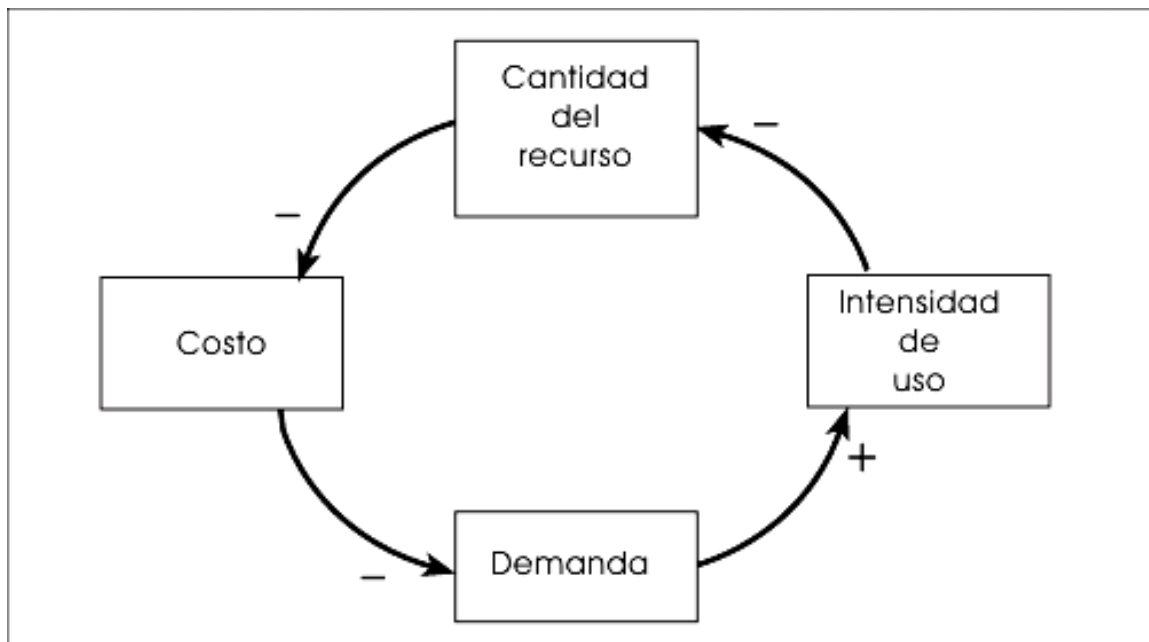 Cantidad
del
recurso
−
−
Costo
Intensidad
de
uso
+
−
Demanda